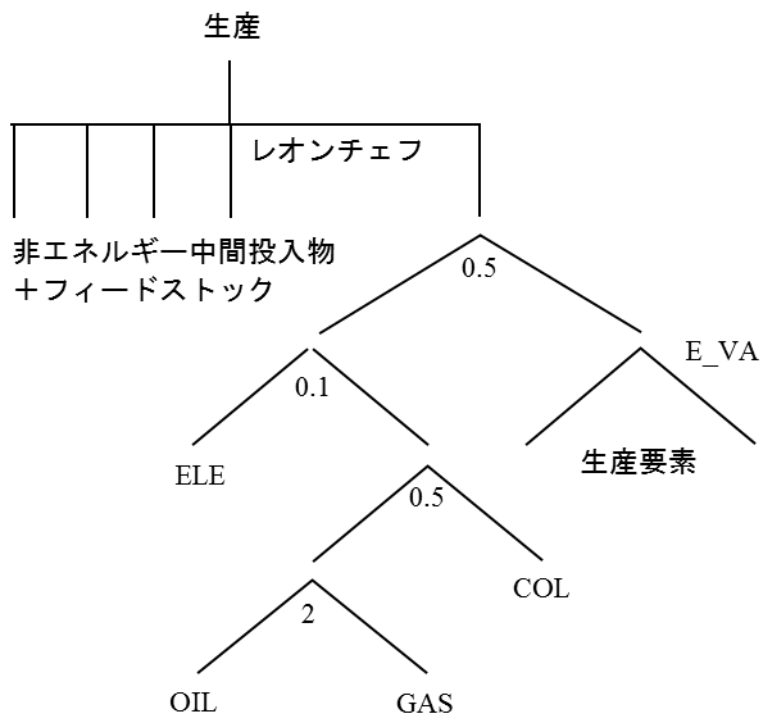 生産
レオンチェフ
非エネルギー中間投入物
+フィードストック
0.5
E_VA
0.1
生産要素
ELE
0.5
COL
2
OIL
GAS